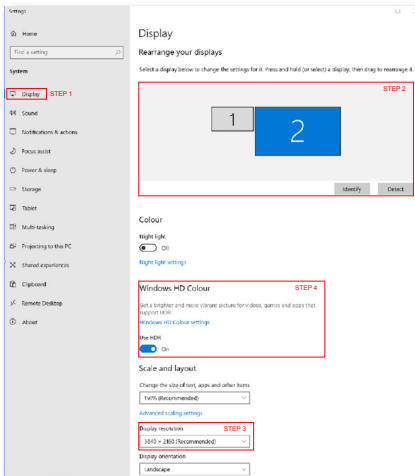 Settings
Home
Find a setting
System
Display STEP 1
Sound
Notifications & actions
Focus assist
Power & sleep
Storage
Tablet
Multi-tasking
Projecting to this PC
Shared experiences
Clipboard
Remote Desktop
About
Display
Rearrange your displays
Select a display below to change the settings for it. Press and hold (or select) a display, then drag to rearrange it.
STEP 2
1
2
Identify Detect
Colour
Night light
Off
Night light settings
Windows HD Colour STEP 4
Get a brighter and more vibrant picture for videos, games and apps that
support HDR.
Windows HD Colour settings
Use HDR
On
Scale and layout
Change the size of text, apps and other items
(Recommended)
Advanced scaling settings
Display resolution STEP 3
3840 × 2160 (Recommended)
Display orientation
Landscape